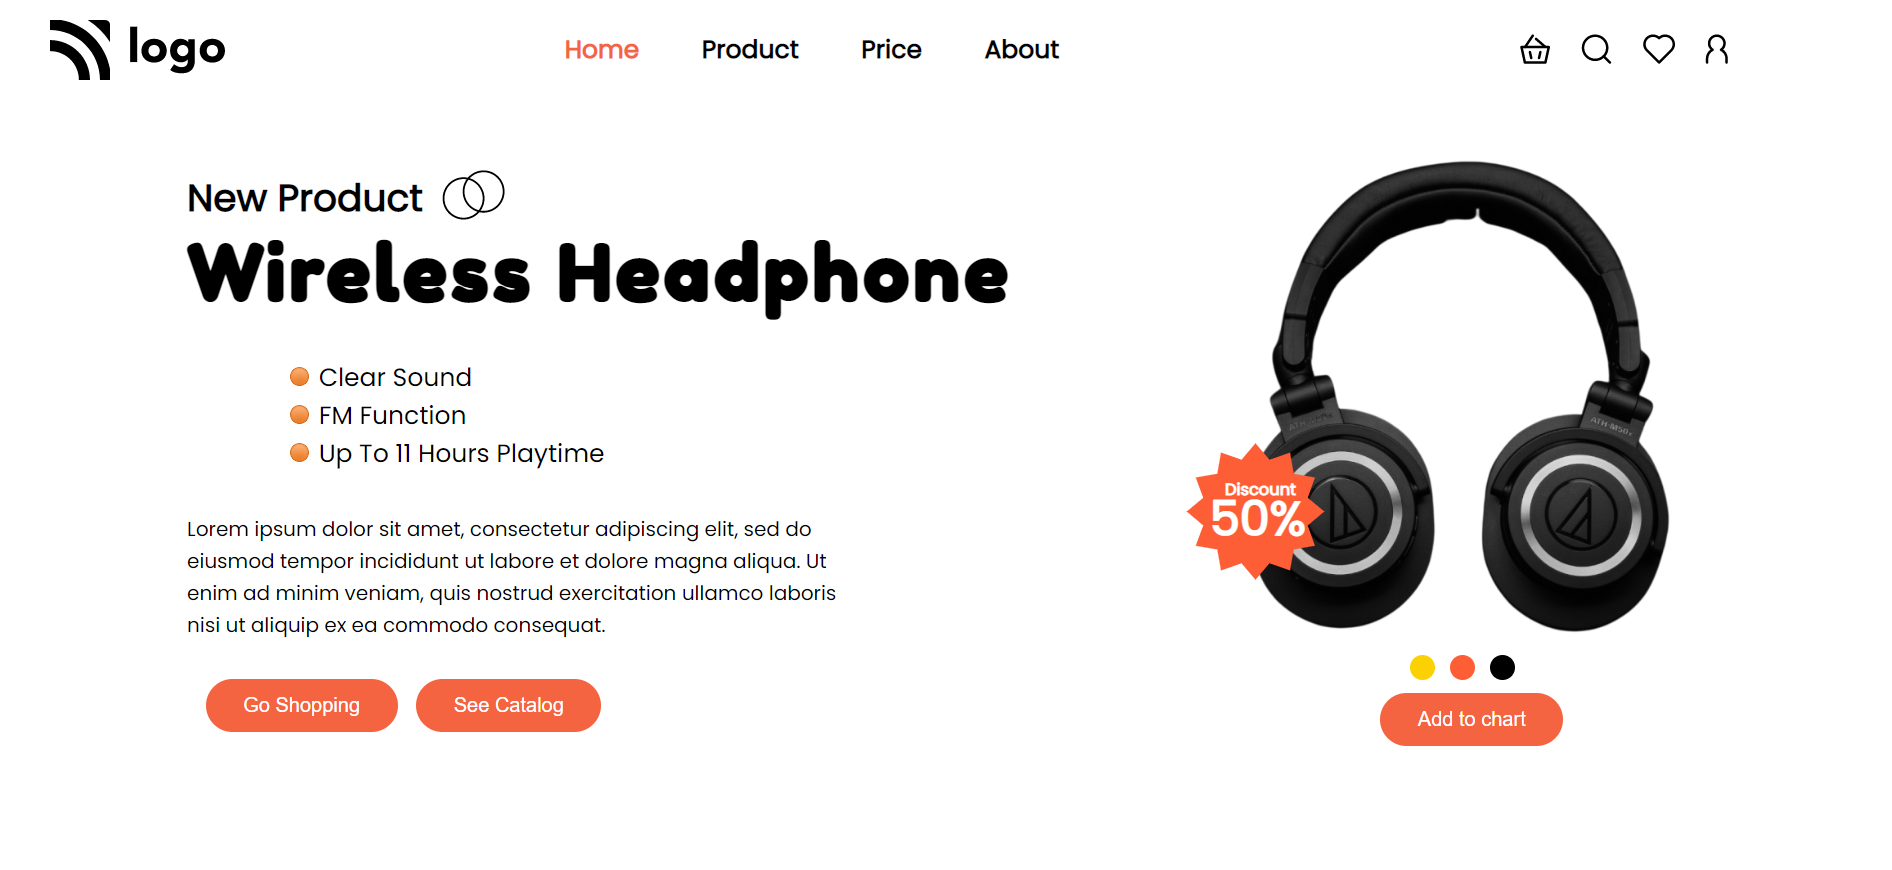 logo
Home Product Price About
New Product
Wireless Headphone
Clear Sound
FM Function
Up To 11 Hours Playtime
Lorem ipsum dolor sit amet, consectetur adipiscing elit, sed do
eiusmod tempor incididunt ut labore et dolore magna aliqua. Ut
enim ad minim veniam, quis nostrud exercitation ullamco laboris
nisi ut aliquip ex ea commodo consequat.
Go Shopping See Catalog
ATH-M50x
Discount
50%
Add to chart